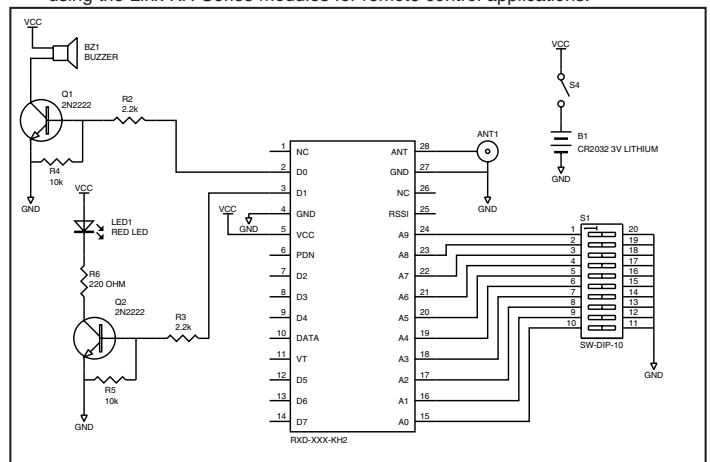 using the Linx KH Series modules for remote control applications.
VCC
BZ1
BUZZER
Q1
2N2222
R2
2.2k
R4
10k
GND
VCC
LED1
RED LED
R6
220 OHM
Q2
2N2222
R3
2.2k
R5
10k
GND
VCC
GND
1 NC
2 D0
3 D1
4 GND
5 VCC
6 PDN
7 D2
8 D3
9 D4
10 DATA
11 VT
12 D5
13 D6
14 D7
ANT 28
GND 27
NC 26
RSSI 25
A9 24
A8 23
A7 22
A6 21
A5 20
A4 19
A3 18
A2 17
A1 16
A0 15
RXD-XXX-KH2
ANT1
GND
VCC
S4
B1
CR2032 3V LITHIUM
GND
S1
1 20
2 19
3 18
4 17
5 16
6 15
7 14
8 13
9 12
10 11
SW-DIP-10
GND